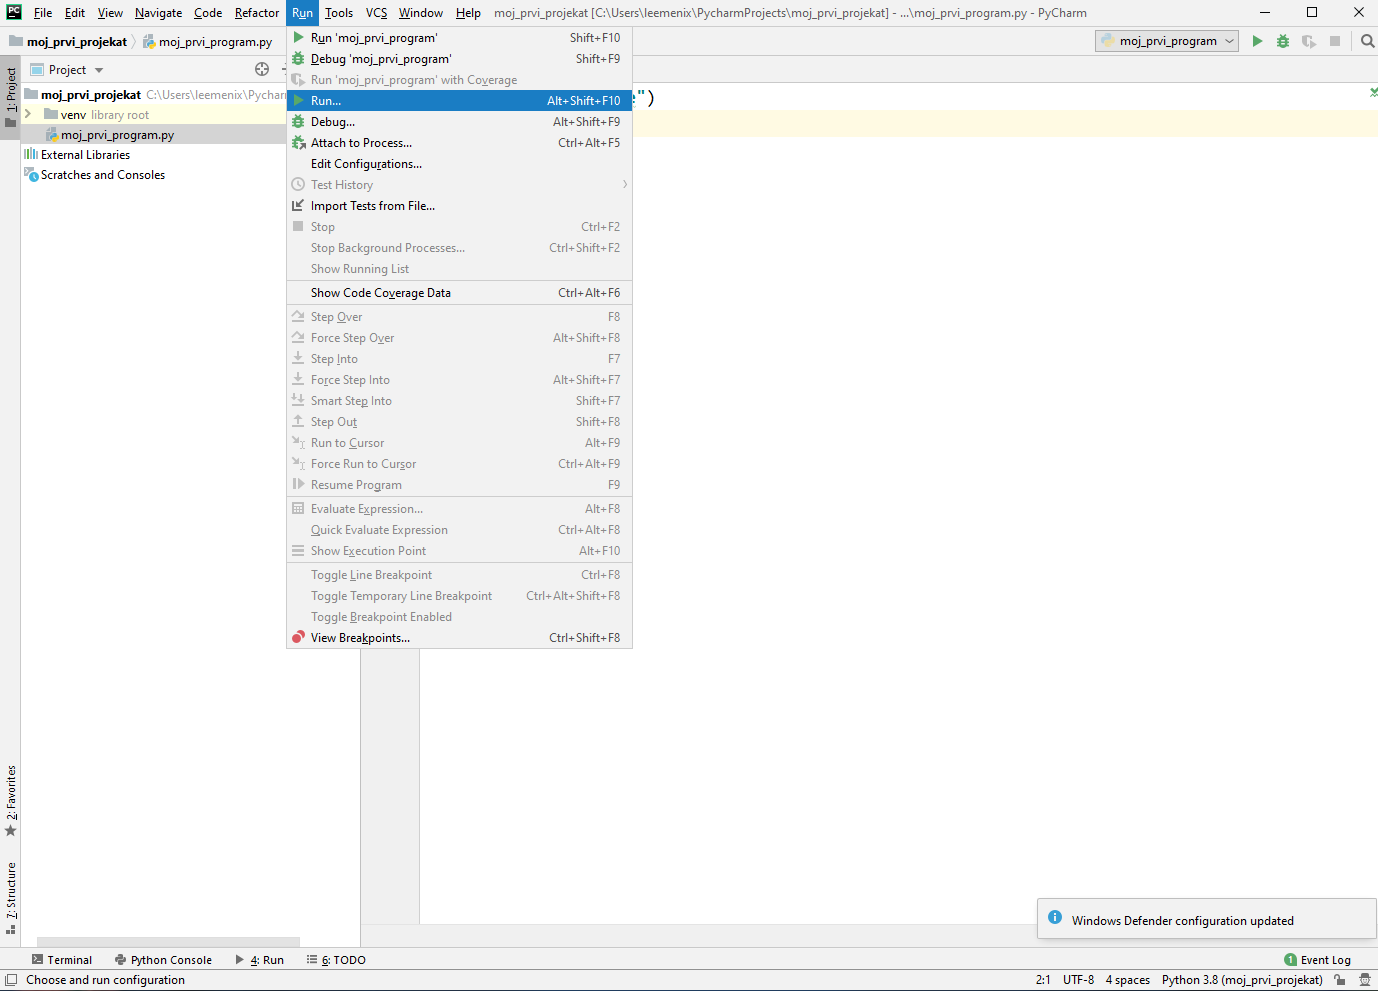 PC File Edit View Navigate Code Refactor Run Tools VCS Window Help moj_prvi_projekat [C:\Users\leemenix\PycharmProjects\moj_prvi_projekat] - ...\moj_prvi_program.py - PyCharm
moj_prvi_projekat moj_prvi_program.py moj_prvi_program
Project
moj_prvi_projekat C:\Users\leemenix\Pychar
venv library root
moj_prvi_program.py
External Libraries
Scratches and Consoles
1: Project
2: Favorites
7: Structure
Run 'moj_prvi_program' Shift+F10
Debug 'moj_prvi_program' Shift+F9
Run 'moj_prvi_program' with Coverage
Run... Alt+Shift+F10
Debug... Alt+Shift+F9
Attach to Process... Ctrl+Alt+F5
Edit Configurations...
Test History
Import Tests from File...
Stop Ctrl+F2
Stop Background Processes... Ctrl+Shift+F2
Show Running List
Show Code Coverage Data Ctrl+Alt+F6
Step Over F8
Force Step Over Alt+Shift+F8
Step Into F7
Force Step Into Alt+Shift+F7
Smart Step Into Shift+F7
Step Out Shift+F8
Run to Cursor Alt+F9
Force Run to Cursor Ctrl+Alt+F9
Resume Program F9
Evaluate Expression... Alt+F8
Quick Evaluate Expression Ctrl+Alt+F8
Show Execution Point Alt+F10
Toggle Line Breakpoint Ctrl+F8
Toggle Temporary Line Breakpoint Ctrl+Alt+Shift+F8
Toggle Breakpoint Enabled
View Breakpoints... Ctrl+Shift+F8
")
Windows Defender configuration updated
Terminal Python Console 4: Run 6: TODO 1 Event Log
Choose and run configuration 2:1 UTF-8 4 spaces Python 3.8 (moj_prvi_projekat)